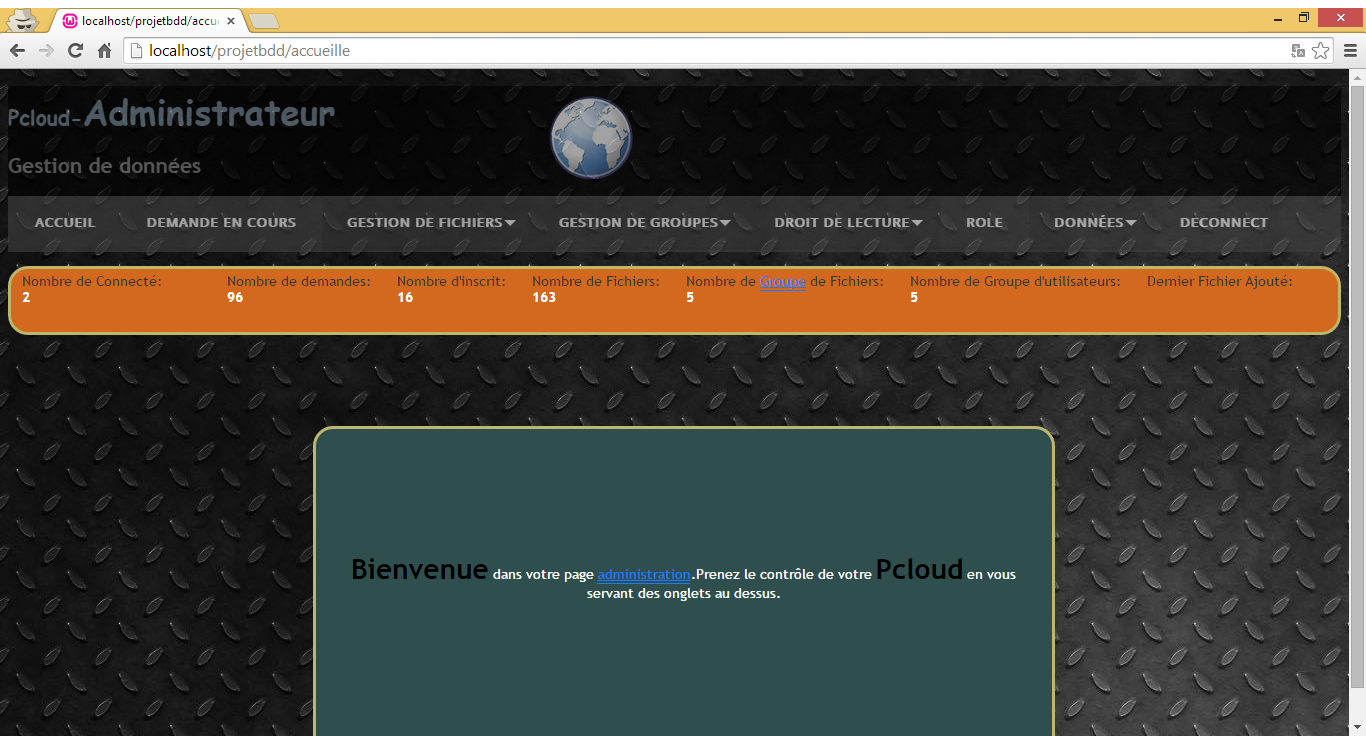 localhost/projetbdd/accu
localhost/projetbdd/accueille
Pcloud-Administrateur
Gestion de données
ACCUEIL DEMANDE EN COURS GESTION DE FICHIERS GESTION DE GROUPES DROIT DE LECTURE ROLE DONNÉES DECONNECT
Nombre de Connecté: Nombre de demandes: Nombre d'inscrit: Nombre de Fichiers: Nombre de Groupe de Fichiers: Nombre de Groupe d'utilisateurs: Dernier Fichier Ajouté:
2 96 16 163 5 5
Bienvenue dans votre page administration.Prenez le contrôle de votre Pcloud en vous
servant des onglets au dessus.